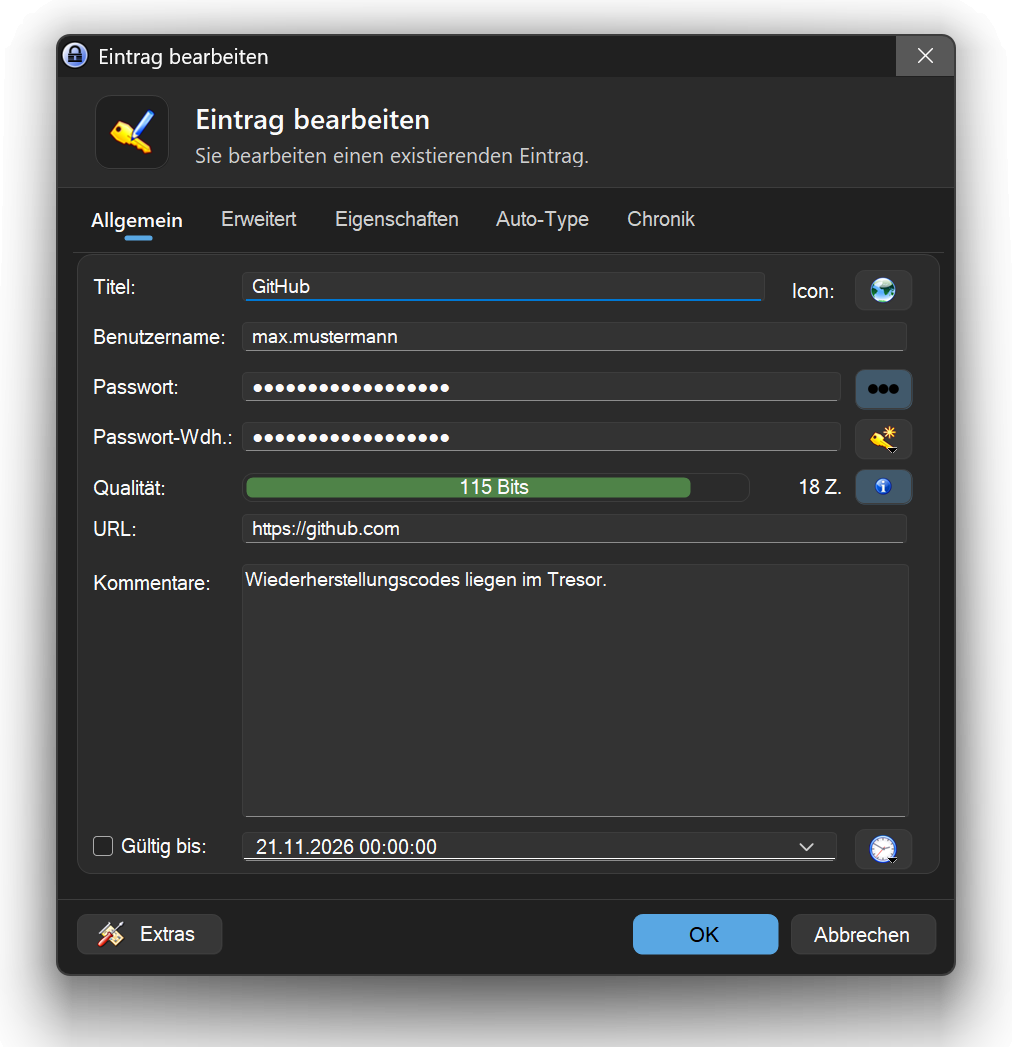 Eintrag bearbeiten
Eintrag bearbeiten
Sie bearbeiten einen existierenden Eintrag.
Allgemein Erweitert Eigenschaften Auto-Type Chronik
Titel: GitHub Icon:
Benutzername: max.mustermann
Passwort: ●●●●●●●●●●●●●●●●●●
Passwort-Wdh.: ●●●●●●●●●●●●●●●●●●
Qualität: 115 Bits 18 Z.
URL: https://github.com
Kommentare: Wiederherstellungscodes liegen im Tresor.
Gültig bis: 21.11.2026 00:00:00
Extras OK Abbrechen